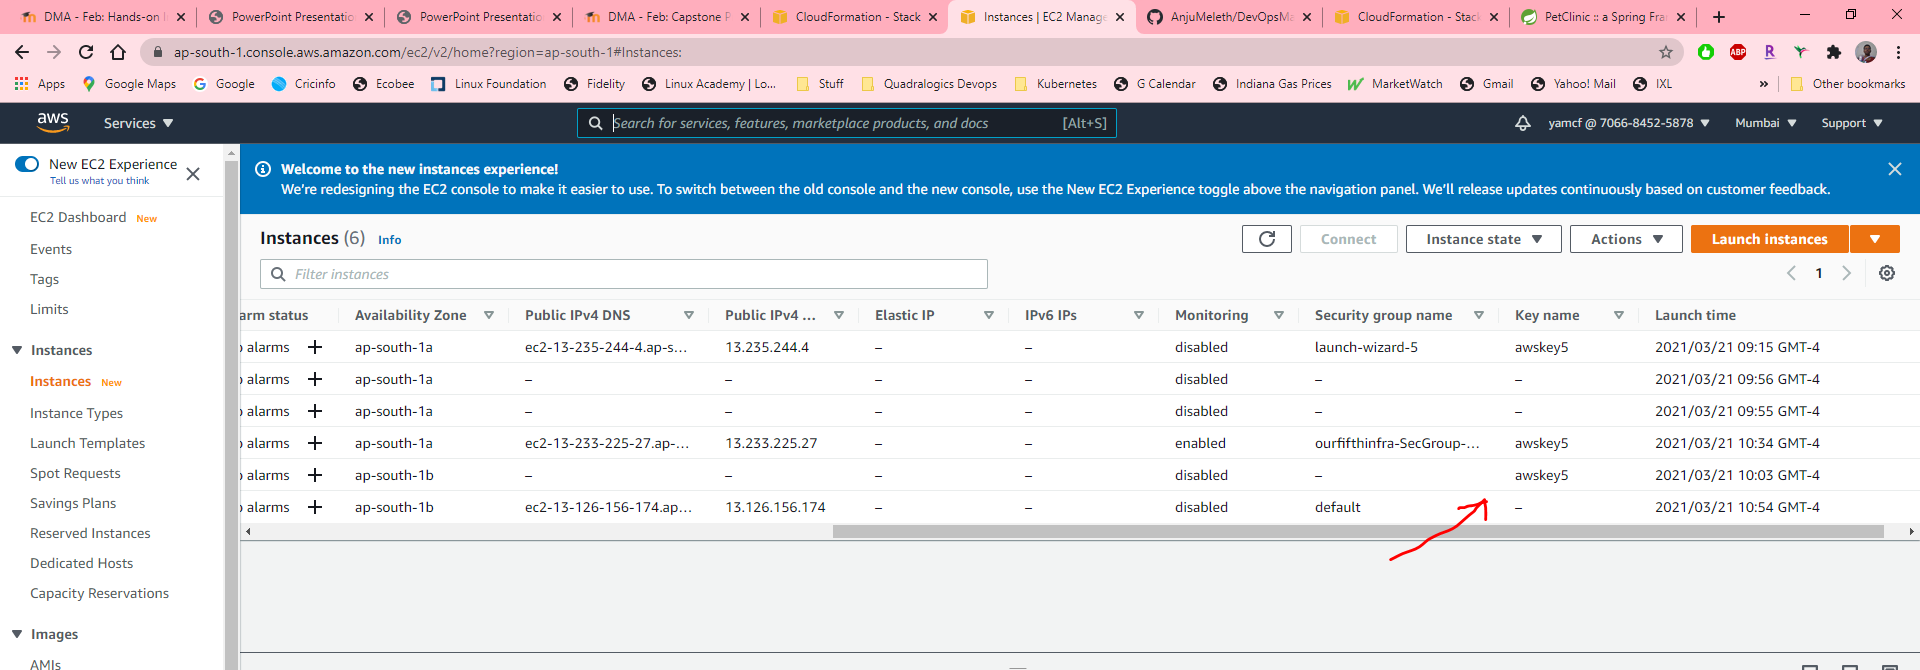 DMA - Feb: Hands-on
PowerPoint Presentatio
PowerPoint Presentatio
DMA - Feb: Capstone P
CloudFormation - Stack
Instances | EC2 Manage
AnjuMeleth/DevOpsMa
CloudFormation - Stack
PetClinic :: a Spring Fra
ap-south-1.console.aws.amazon.com/ec2/v2/home?region=ap-south-1#Instances:
ABP
R
Apps
Google Maps
Google
Cricinfo
Ecobee
Linux Foundation
Fidelity
Linux Academy | Lo...
Stuff
Quadralogics Devops
Kubernetes
G Calendar
Indiana Gas Prices
MarketWatch
Gmail
Yahoo! Mail
IXL
»
Other bookmarks
aws
Services
Search for services, features, marketplace products, and docs
[Alt+S]
yamcf @ 7066-8452-5878
Mumbai
Support
New EC2 Experience
Tell us what you think
Welcome to the new instances experience!
We're redesigning the EC2 console to make it easier to use. To switch between the old console and the new console, use the New EC2 Experience toggle above the navigation panel. We'll release updates continuously based on customer feedback.
EC2 Dashboard New
Events
Tags
Limits
Instances
Instances New
Instance Types
Launch Templates
Spot Requests
Savings Plans
Reserved Instances
Dedicated Hosts
Capacity Reservations
Images
AMIs
Instances (6) Info
Connect
Instance state
Actions
Launch instances
Filter instances
1
arm status Availability Zone Public IPv4 DNS Public IPv4 ... Elastic IP IPv6 IPs Monitoring Security group name Key name Launch time
o alarms + ap-south-1a ec2-13-235-244-4.ap-s... 13.235.244.4 – – disabled launch-wizard-5 awskey5 2021/03/21 09:15 GMT-4
o alarms + ap-south-1a – – – – disabled – – 2021/03/21 09:56 GMT-4
o alarms + ap-south-1a – – – – disabled – – 2021/03/21 09:55 GMT-4
o alarms + ap-south-1a ec2-13-233-225-27.ap-... 13.233.225.27 – – enabled ourfifthinfra-SecGroup-... awskey5 2021/03/21 10:34 GMT-4
o alarms + ap-south-1b – – – – disabled – awskey5 2021/03/21 10:03 GMT-4
o alarms + ap-south-1b ec2-13-126-156-174.ap... 13.126.156.174 – – disabled default – 2021/03/21 10:54 GMT-4